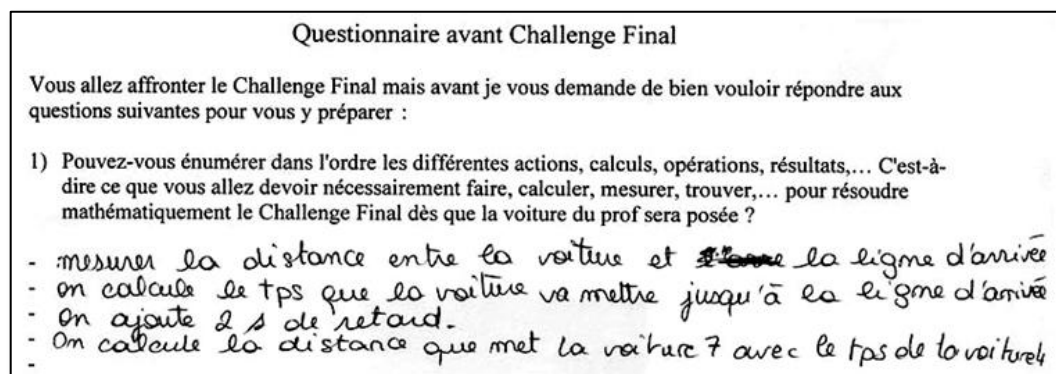 Questionnaire avant Challenge Final
Vous allez affronter le Challenge Final mais avant je vous demande de bien vouloir répondre aux
questions suivantes pour vous y préparer :
1) Pouvez-vous énumérer dans l'ordre les différentes actions, calculs, opérations, résultats,... C'est-à-
dire ce que vous allez devoir nécessairement faire, calculer, mesurer, trouver,... pour résoudre
mathématiquement le Challenge Final dès que la voiture du prof sera posée ?
- mesurer la distance entre la voiture et la ligne d'arrivée
- on calcule le tps que la voiture va mettre jusqu'à la ligne d'arrivée
- On ajoute 2 s de retard.
- On calcule la distance que met la voiture 7 avec le tps de la voiture 4
-